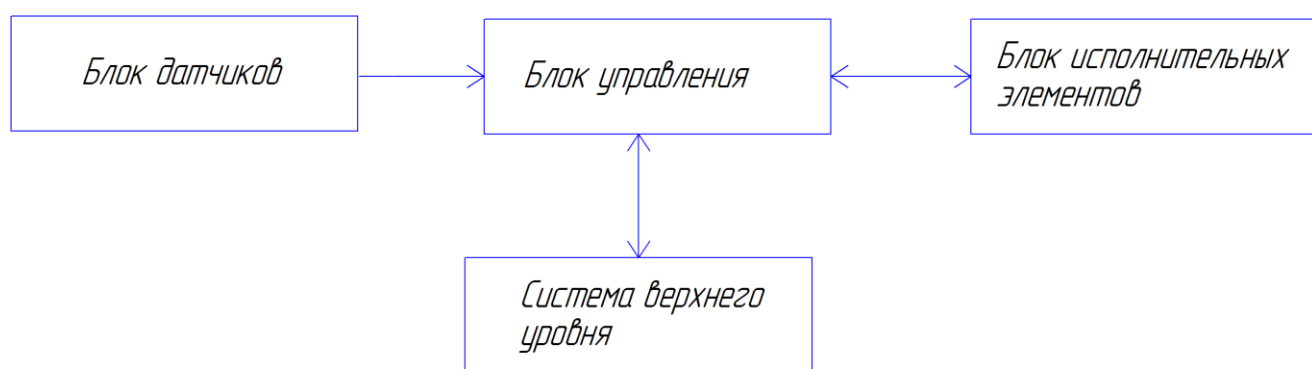 Блок датчиков
Блок управления
Блок исполнительных
элементов
Система верхнего
уровня